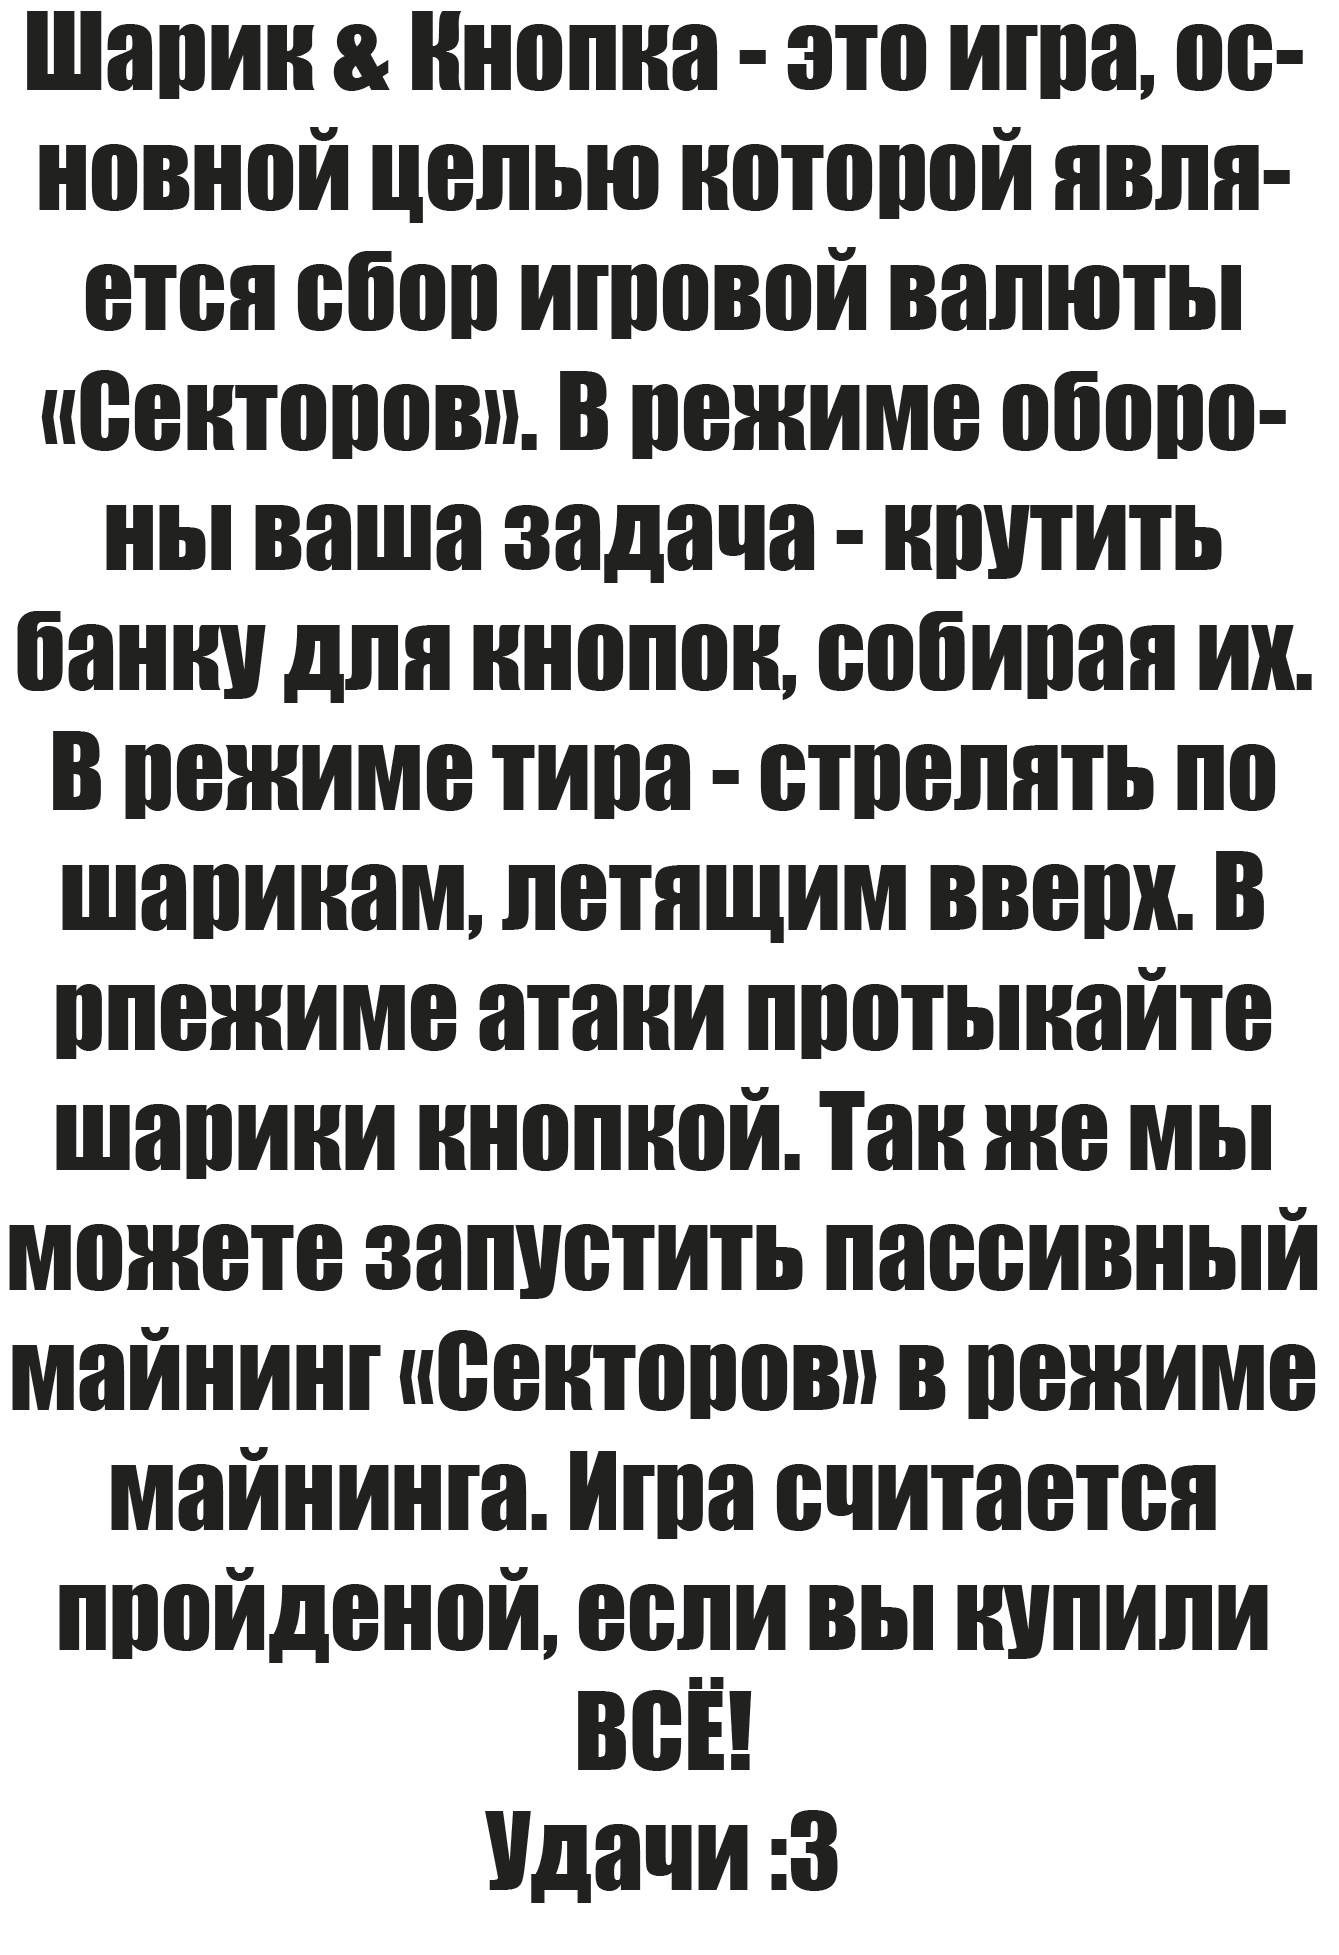 Шарик & Кнопка - это игра, ос-
новной целью которой явля-
ется сбор игровой валюты
«Секторов». В режиме оборо-
ны ваша задача - крутить
банку для кнопок, собирая их.
В режиме тира - стрелять по
шарикам, летящим вверх. В
рпежиме атаки протыкайте
шарики кнопкой. Так же мы
можете запустить пассивный
майнинг «Секторов» в режиме
майнинга. Игра считается
пройденой, если вы купили
ВСЁ!
Удачи :3